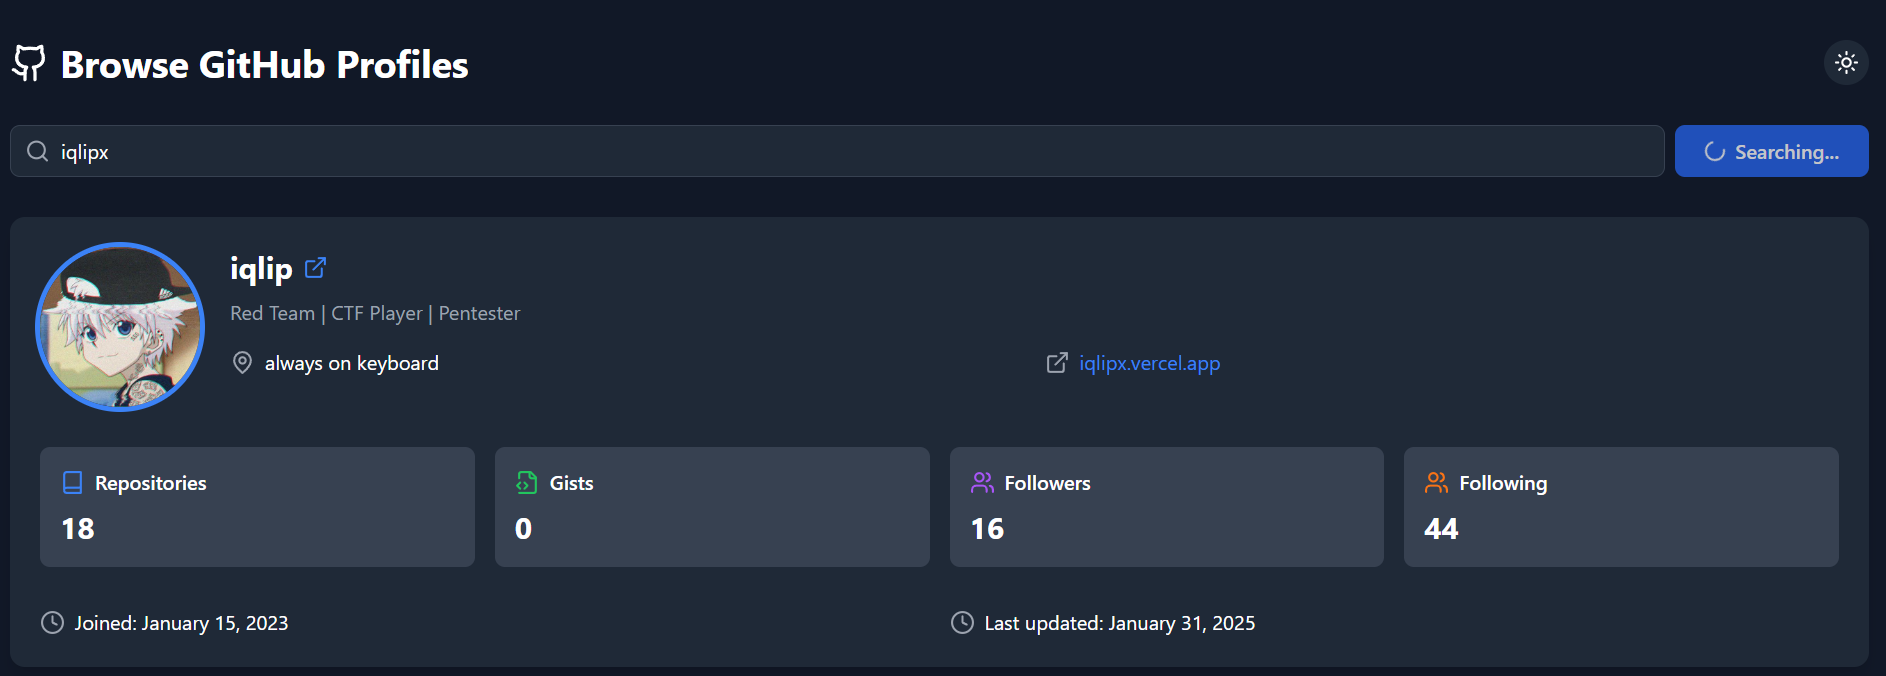 Browse GitHub Profiles
iqlipx
Searching...
iqlip
Red Team | CTF Player | Pentester
always on keyboard
iqlipx.vercel.app
Repositories
18
Gists
0
Followers
16
Following
44
Joined: January 15, 2023
Last updated: January 31, 2025